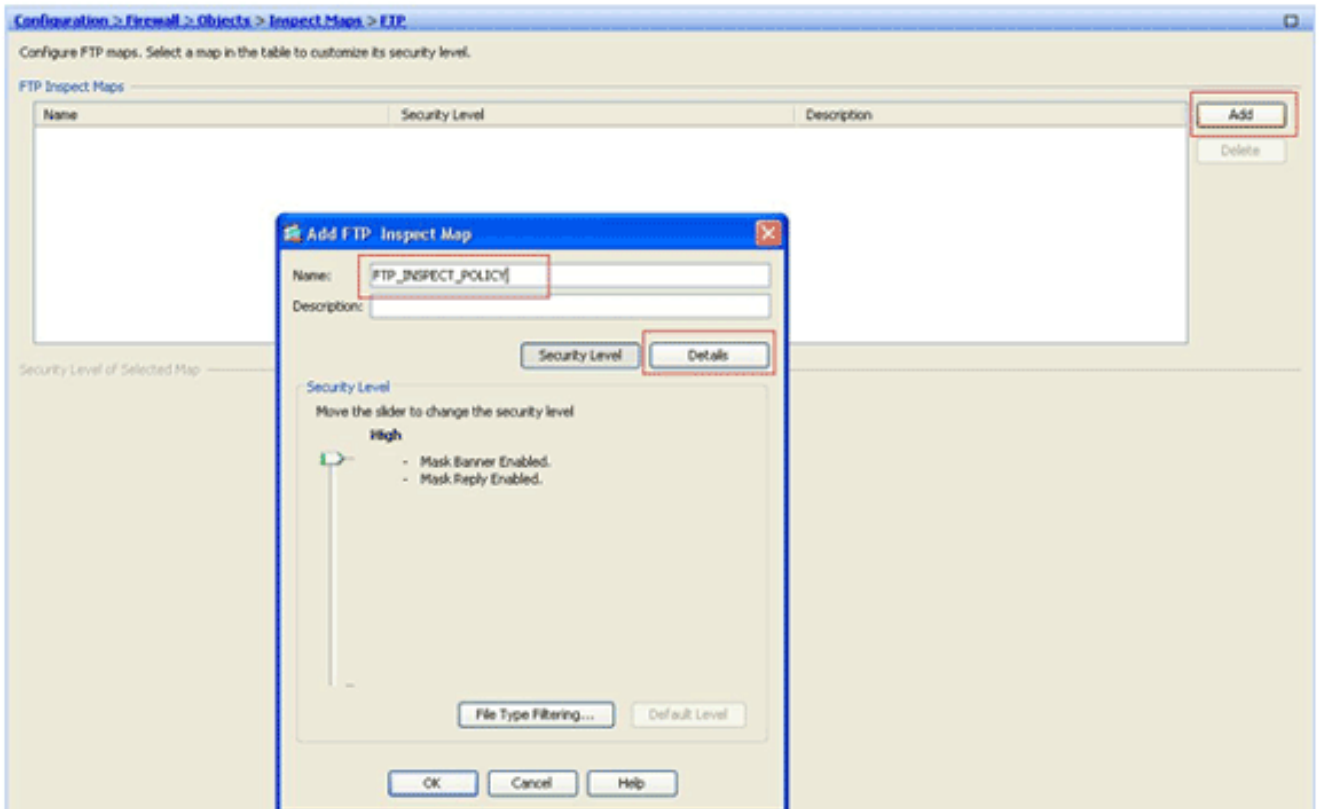 Configuration > Firewall > Objects > Inspect Maps > FTP
Configure FTP maps. Select a map in the table to customize its security level.
FTP Inspect Maps
Name Security Level Description
Add
Delete
Add FTP Inspect Map
Name: FTP_INSPECT_POLICY
Description:
Security Level Details
Security Level of Selected Map
Security Level
Move the slider to change the security level
High
- Mask Banner Enabled.
- Mask Reply Enabled.
File Type Filtering... Default Level
OK Cancel Help